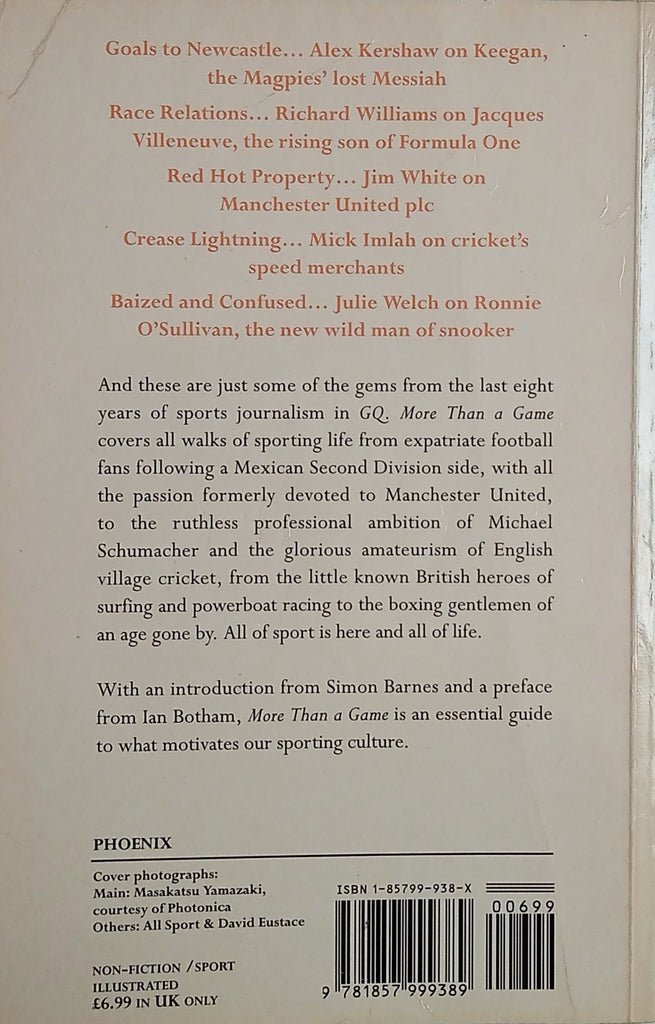 Goals to Newcastle... Alex Kershaw on Keegan,
the Magpies' lost Messiah
Race Relations... Richard Williams on Jacques
Villeneuve, the rising son of Formula One
Red Hot Property... Jim White on
Manchester United plc
Crease Lightning... Mick Imlah on cricket's
speed merchants
Baized and Confused... Julie Welch on Ronnie
O'Sullivan, the new wild man of snooker
And these are just some of the gems from the last eight
years of sports journalism in GQ. More Than a Game
covers all walks of sporting life from expatriate football
fans following a Mexican Second Division side, with all
the passion formerly devoted to Manchester United,
to the ruthless professional ambition of Michael
Schumacher and the glorious amateurism of English
village cricket, from the little known British heroes of
surfing and powerboat racing to the boxing gentlemen of
an age gone by. All of sport is here and all of life.
With an introduction from Simon Barnes and a preface
from Ian Botham, More Than a Game is an essential guide
to what motivates our sporting culture.
PHOENIX
Cover photographs:
Main: Masakatsu Yamazaki,
courtesy of Photonica
Others: All Sport & David Eustace
NON-FICTION / SPORT
ILLUSTRATED
£6.99 IN UK ONLY
ISBN 1-85799-938-X
00699
9 781857 999389